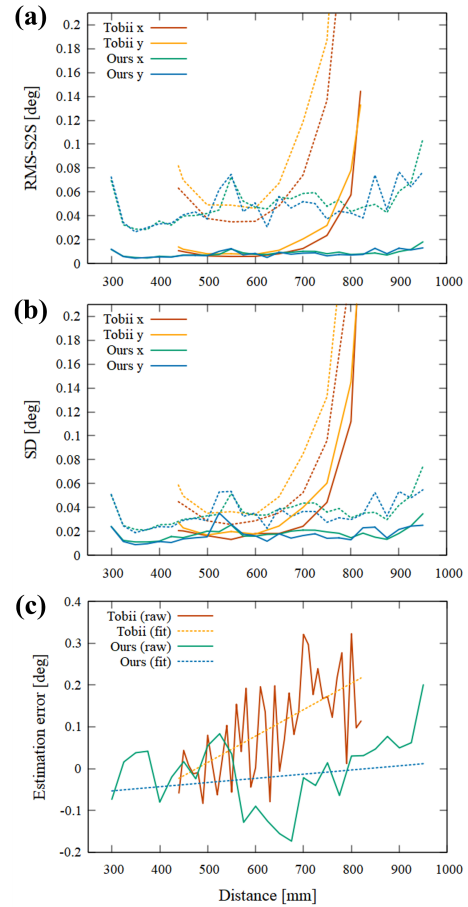 (a)
RMS-S2S [deg]
0.2
0.18
0.16
0.14
0.12
0.1
0.08
0.06
0.04
0.02
0
Tobii x
Tobii y
Ours x
Ours y
300 400 500 600 700 800 900 1000
(b)
SD [deg]
0.2
0.18
0.16
0.14
0.12
0.1
0.08
0.06
0.04
0.02
0
Tobii x
Tobii y
Ours x
Ours y
300 400 500 600 700 800 900 1000
(c)
Estimation error [deg]
0.4
0.3
0.2
0.1
0
-0.1
-0.2
Tobii (raw)
Tobii (fit)
Ours (raw)
Ours (fit)
300 400 500 600 700 800 900 1000
Distance [mm]